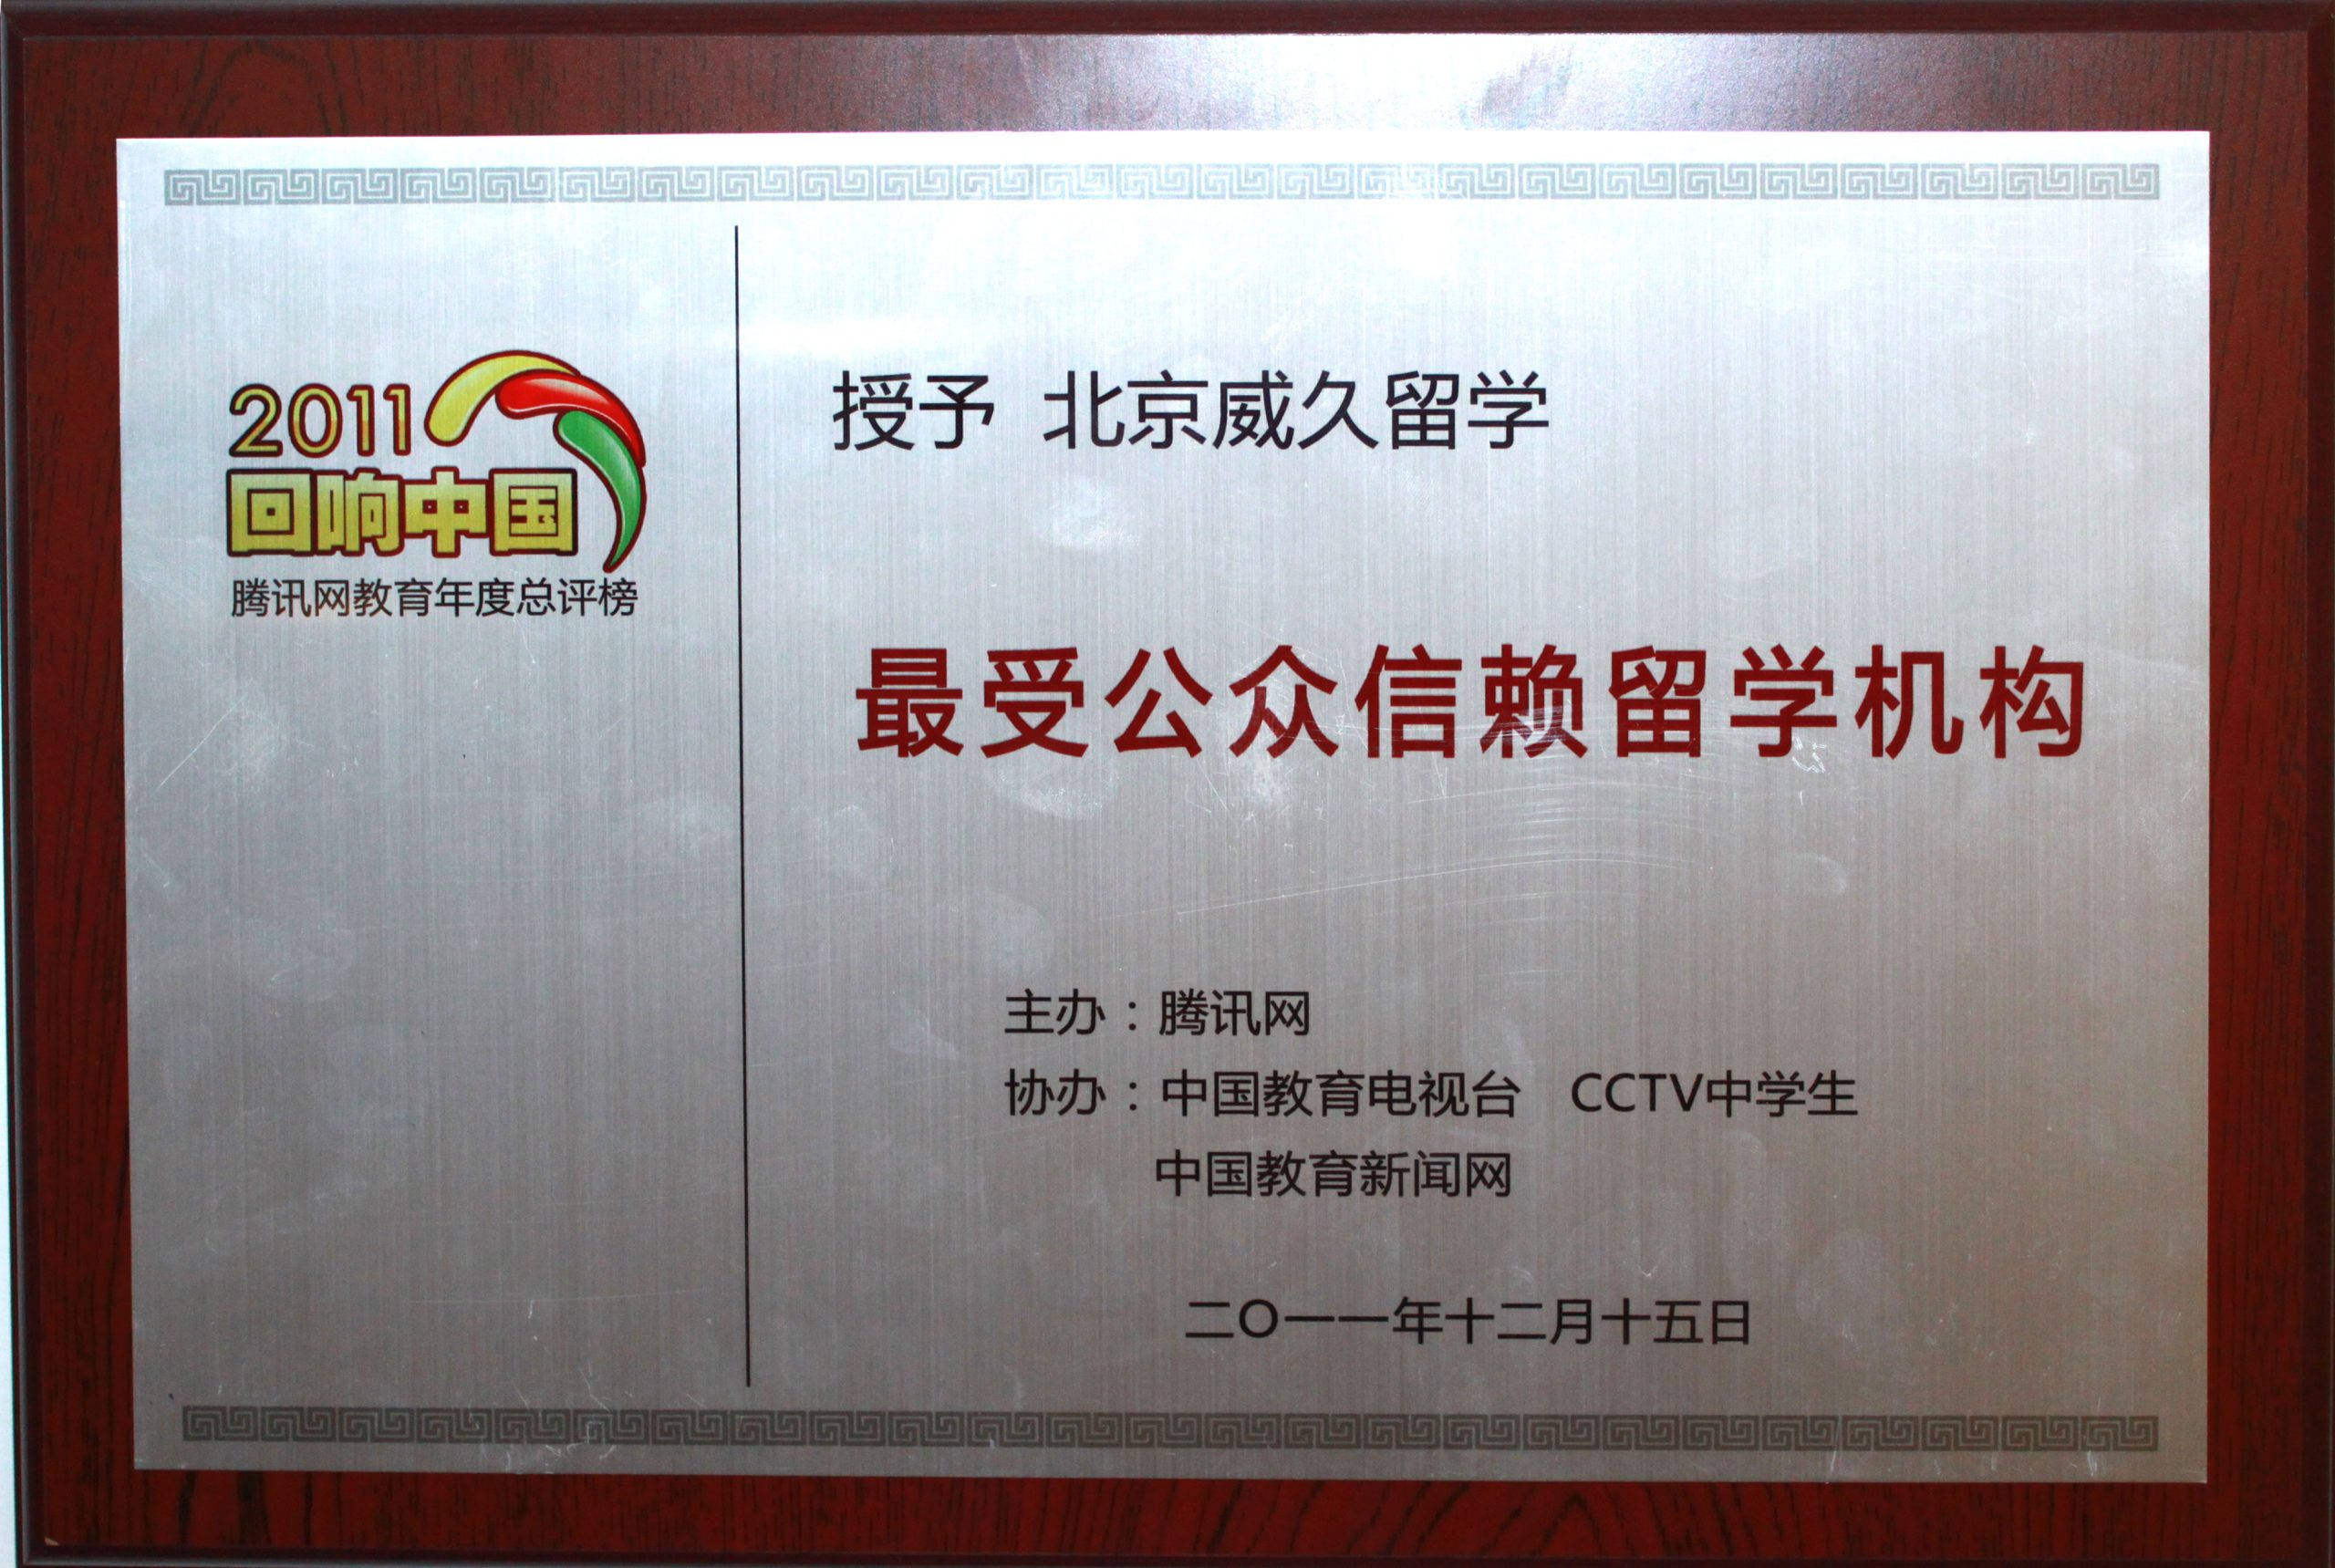 2011
回响中国
腾讯网教育年度总评榜
授予 北京威久留学
最受公众信赖留学机构
主办：腾讯网
协办：中国教育电视台 CCTV中学生
中国教育新闻网
二〇一一年十二月十五日